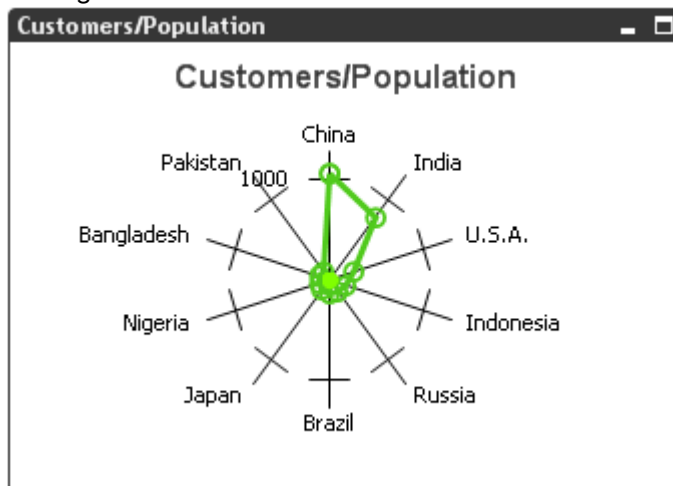 Customers/Population
Customers/Population
China
Pakistan
1000
India
Bangladesh
U.S.A.
Nigeria
Indonesia
Japan
Russia
Brazil